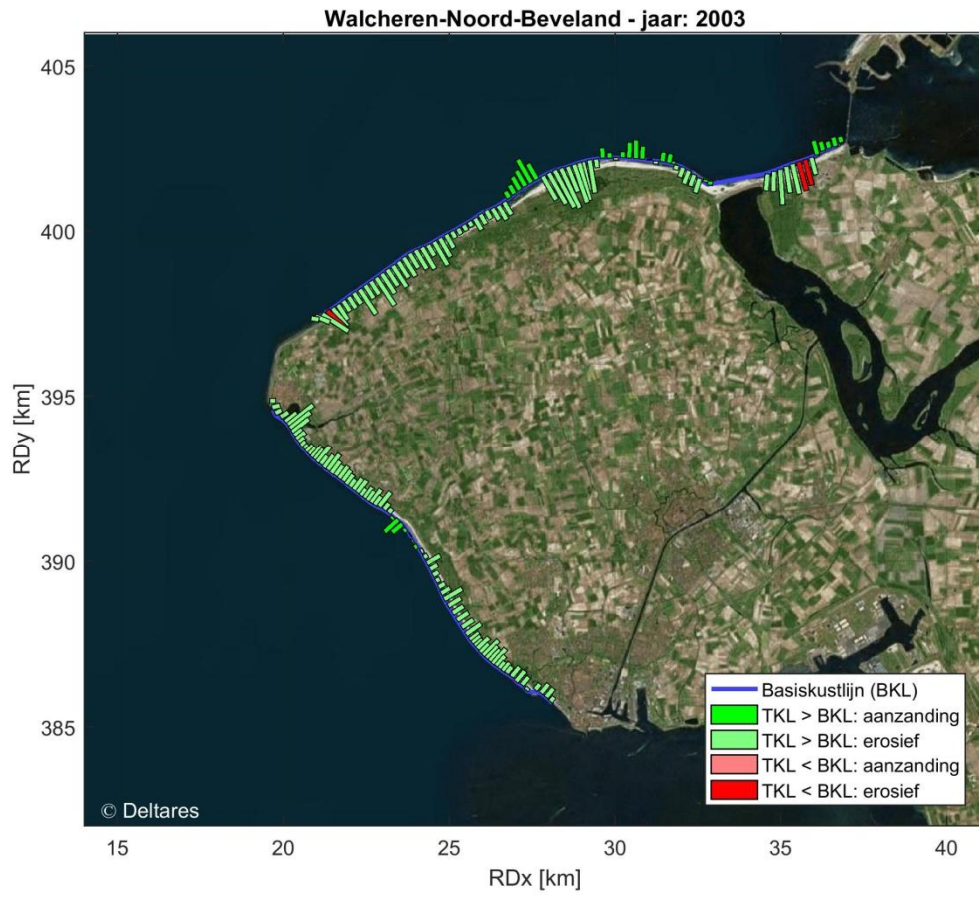 Walcheren-Noord-Beveland - jaar: 2003
405
400
395
390
385
RDy [km]
Basiskustlijn (BKL)
TKL > BKL: aanzanding
TKL > BKL: erosief
TKL < BKL: aanzanding
TKL < BKL: erosief
© Deltares
15 20 25 30 35 40
RDx [km]